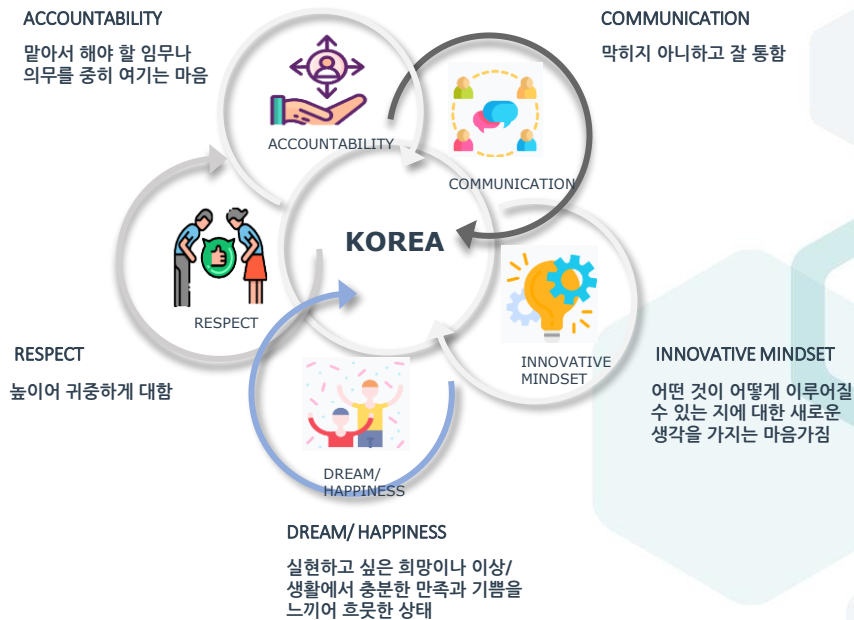 ACCOUNTABILITY
맡아서 해야 할 임무나
의무를 중히 여기는 마음
COMMUNICATION
막히지 아니하고 잘 통함
ACCOUNTABILITY
COMMUNICATION
KOREA
RESPECT
INNOVATIVE
MINDSET
DREAM/
HAPPINESS
RESPECT
높이어 귀중하게 대함
INNOVATIVE MINDSET
어떤 것이 어떻게 이루어질
수 있는 지에 대한 새로운
생각을 가지는 마음가짐
DREAM/ HAPPINESS
실현하고 싶은 희망이나 이상/
생활에서 충분한 만족과 기쁨을
느끼어 흐뭇한 상태